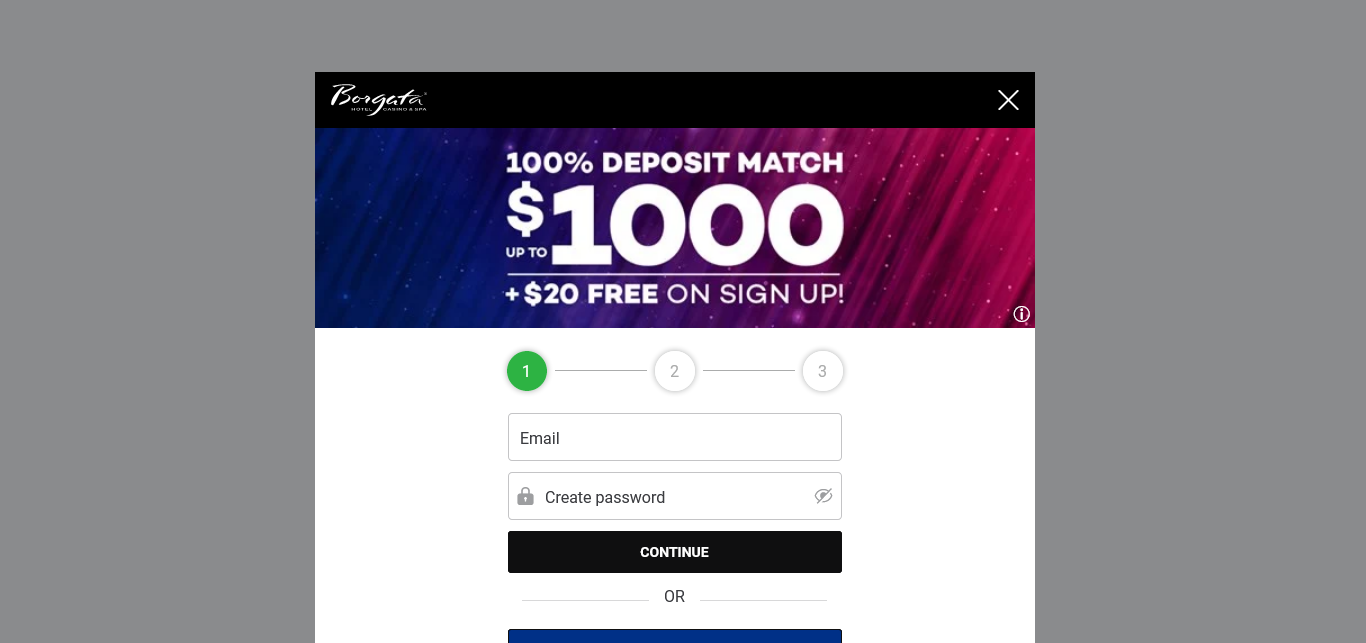 Borgata
HOTEL CASINO & SPA
100% DEPOSIT MATCH
UP TO $1000
+ $20 FREE ON SIGN UP!
1 2 3
Email
Create password
CONTINUE
OR